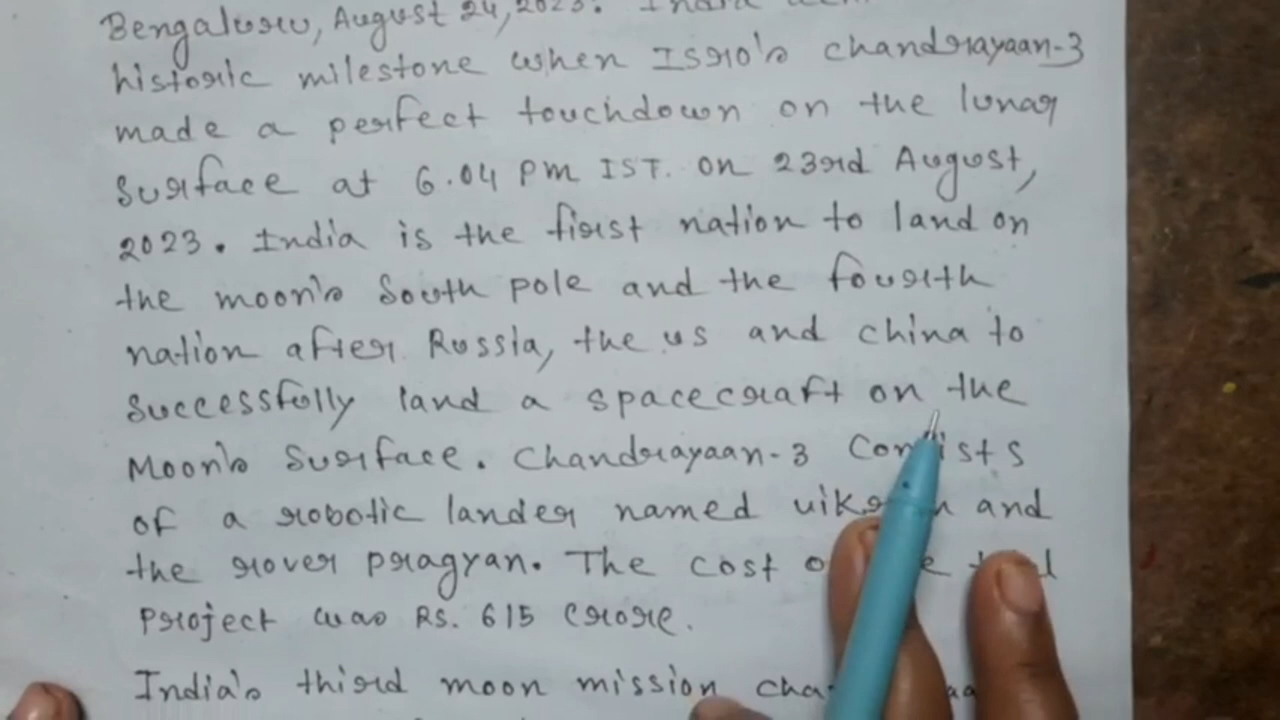 Bengaluru, August 24, 2023: India
historic milestone when Isro's chandrayaan-3
made a perfect touchdown on the lunar
surface at 6.04 PM IST. on 23rd August,
2023. India is the first nation to land on
the moon's South pole and the fourth
nation after Russia, the us and china to
successfully land a spacecraft on the
Moon's surface. Chandrayaan-3 Consists
of a robotic lander named vikram and
the rover pragyan. The cost
project was Rs. 615 crore.
India's third moon mission